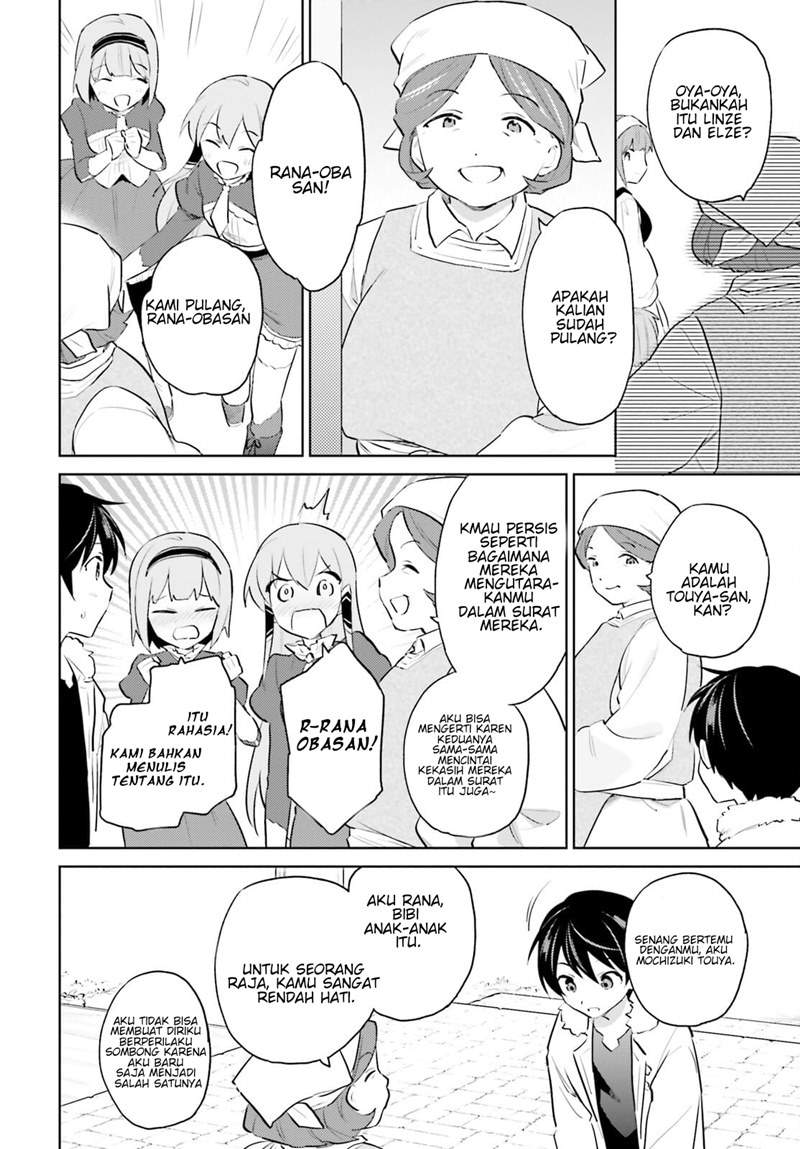 OYA-OYA,
BUKANKAH
ITU LINZE
DAN ELZE?
APAKAH
KALIAN
SUDAH
PULANG?
RANA-OBA
SAN!
KAMI PULANG,
RANA-OBASAN
KAMU
ADALAH
TOUYA-SAN,
KAN?
KMAU PERSIS
SEPERTI
BAGAIMANA
MEREKA
MENGUTARA-
KANMU
DALAM SURAT
MEREKA.
AKU BISA
MENGERTI KAREN
KEDUANYA
SAMA-SAMA
MENCINTAI
KEKASIH MEREKA
DALAM SURAT
ITU JUGA~
R-RANA
OBASAN!
ITU
RAHASIA!
KAMI BAHKAN
MENULIS
TENTANG ITU.
SENANG BERTEMU
DENGANMU, AKU
MOCHIZUKI TOUYA.
AKU RANA,
BIBI
ANAK-ANAK
ITU.
UNTUK SEORANG
RAJA, KAMU SANGAT
RENDAH HATI.
AKU TIDAK BISA
MEMBUAT DIRIKU
BERPERILAKU
SOMBONG KARENA
AKU BARU
SAJA MENJADI
SALAH SATUNYA